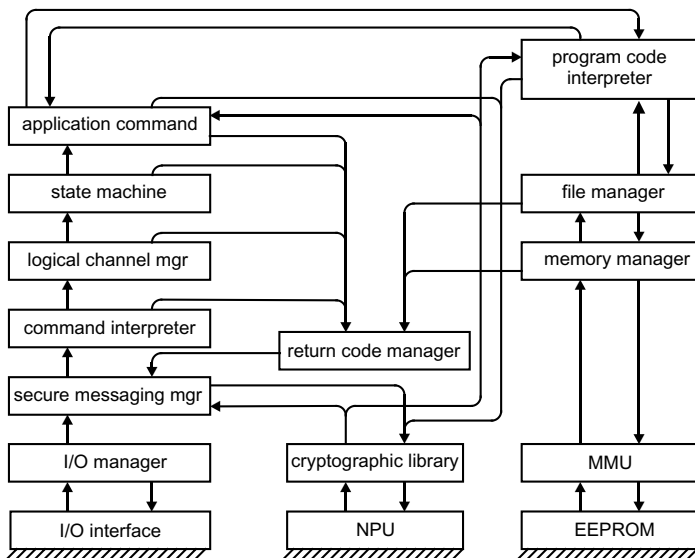 program code
interpreter
application command
state machine
file manager
logical channel mgr
memory manager
command interpreter
return code manager
secure messaging mgr
I/O manager
cryptographic library
MMU
I/O interface
NPU
EEPROM